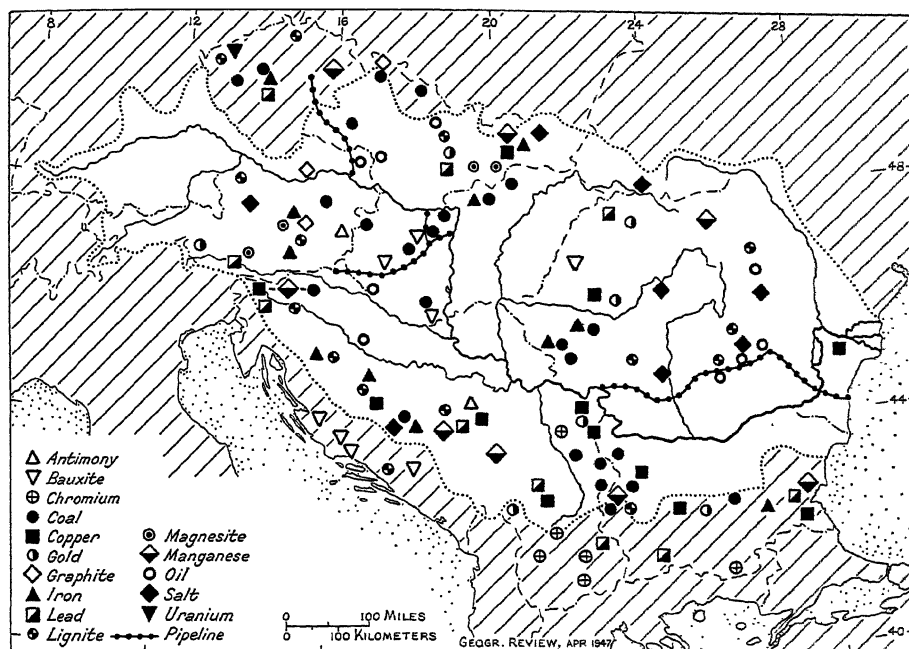 8 12 16 20 24 28
48
44
Antimony
Bauxite
Chromium
Coal
Copper
Gold
Graphite
Iron
Lead
Lignite
Magnesite
Manganese
Oil
Salt
Uranium
Pipeline
100 MILES
100 KILOMETERS
GEOGR. REVIEW, APR 1947
40